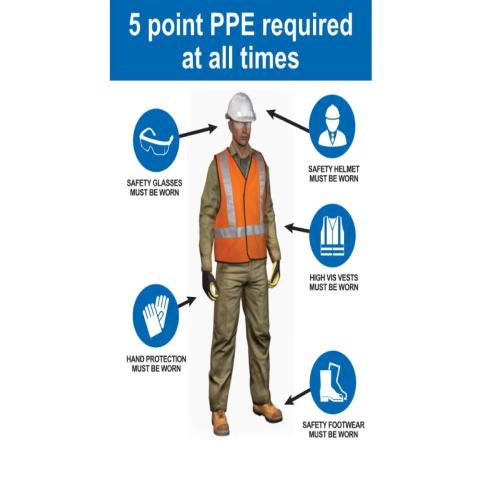 5 point PPE required
at all times
SAFETY GLASSES
MUST BE WORN
SAFETY HELMET
MUST BE WORN
HIGH VIS VESTS
MUST BE WORN
HAND PROTECTION
MUST BE WORN
SAFETY FOOTWEAR
MUST BE WORN